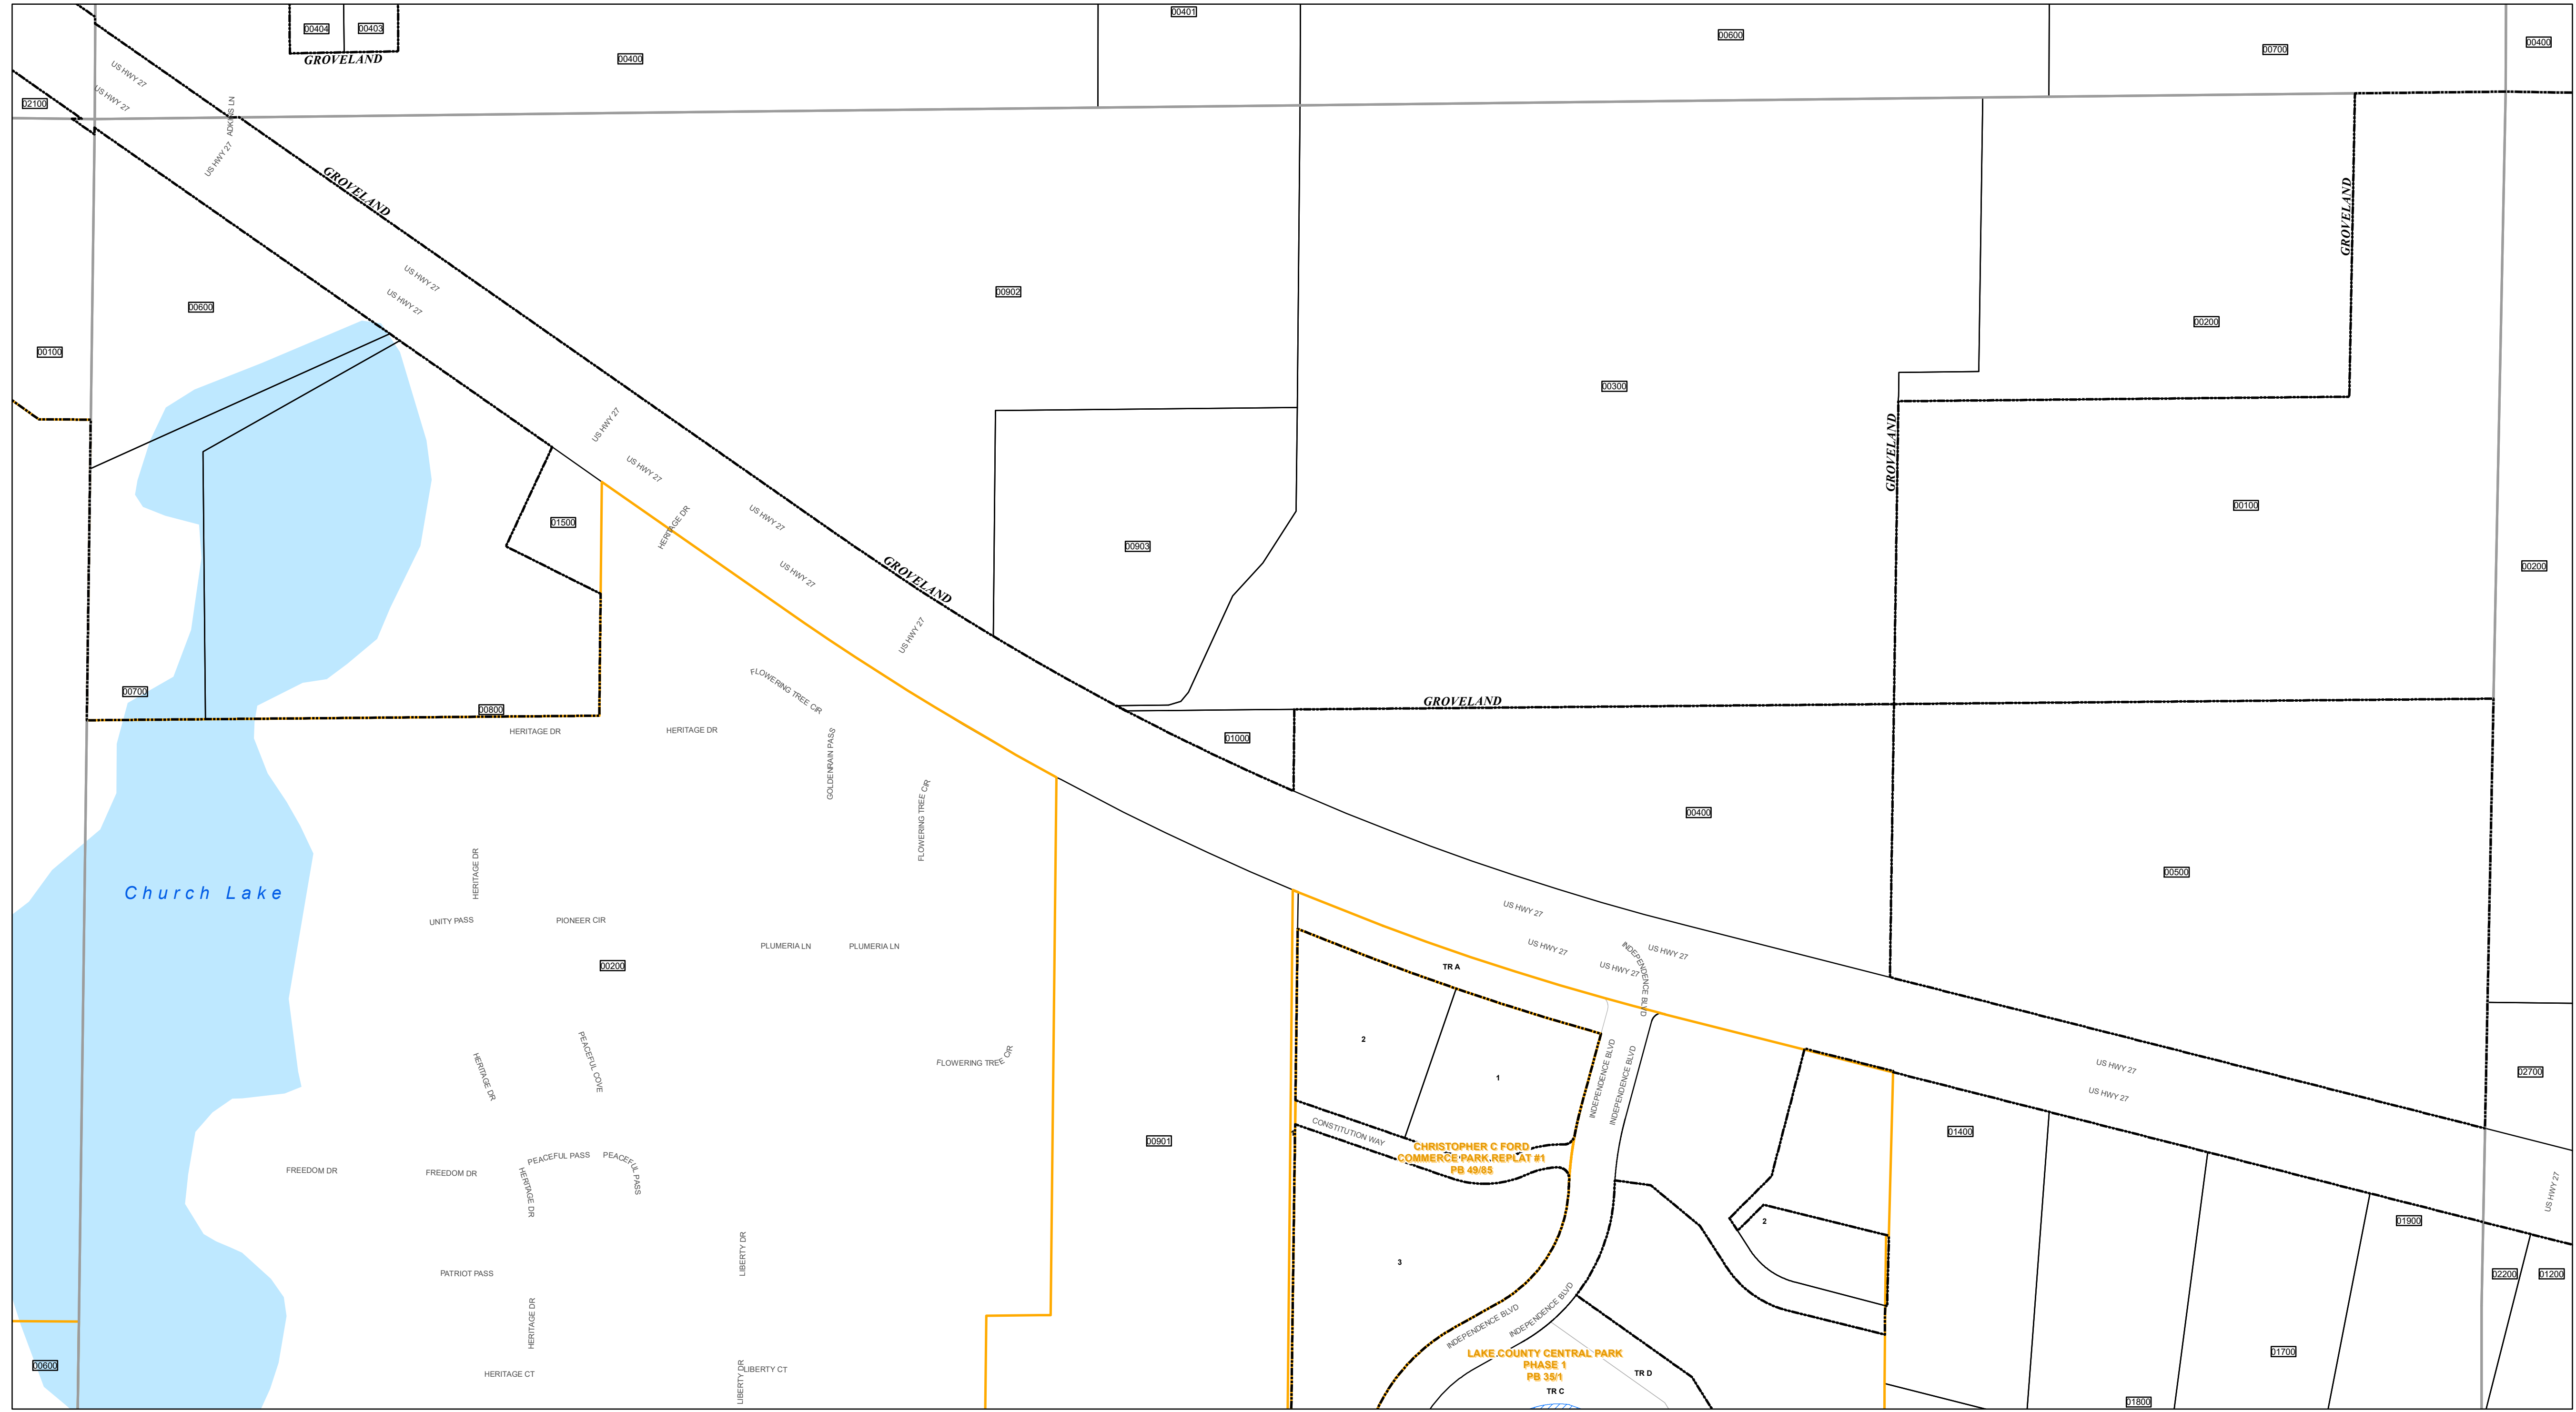 00401
00404
00403
00600
00400
00700
00400
GROVELAND
US HWY 27
US HWY 27
02100
ADKINS LN
US HWY 27
GROVELAND
GROVELAND
US HWY 27
00902
US HWY 27
00600
00200
00100
00300
US HWY 27
GROVELAND
US HWY 27
00100
01500
HERITAGE DR
US HWY 27
00903
00200
US HWY 27
GROVELAND
US HWY 27
FLOWERING TREE CIR
00700
GROVELAND
00800
HERITAGE DR
HERITAGE DR
01000
GOLDENRAIN PASS
FLOWERING TREE CIR
00400
HERITAGE DR
00500
Church Lake
US HWY 27
UNITY PASS
PIONEER CIR
PLUMERIA LN
PLUMERIA LN
US HWY 27
US HWY 27
INDEPENDENCE BLVD
00200
TR A
US HWY 27
2
FLOWERING TREE CIR
PEACEFUL COVE
HERITAGE DR
US HWY 27
02700
1
INDEPENDENCE BLVD
INDEPENDENCE BLVD
US HWY 27
CONSTITUTION WAY
01400
00901
CHRISTOPHER C FORD
COMMERCE PARK REPLAT #1
PB 49/85
PEACEFUL PASS
PEACEFUL PASS
FREEDOM DR
FREEDOM DR
HERITAGE DR
US HWY 27
2
01900
LIBERTY DR
3
PATRIOT PASS
02200
01200
INDEPENDENCE BLVD
INDEPENDENCE BLVD
HERITAGE DR
LAKE COUNTY CENTRAL PARK
PHASE 1
PB 35/1
01700
00600
HERITAGE CT
LIBERTY DR
LIBERTY CT
TR D
TR C
01800